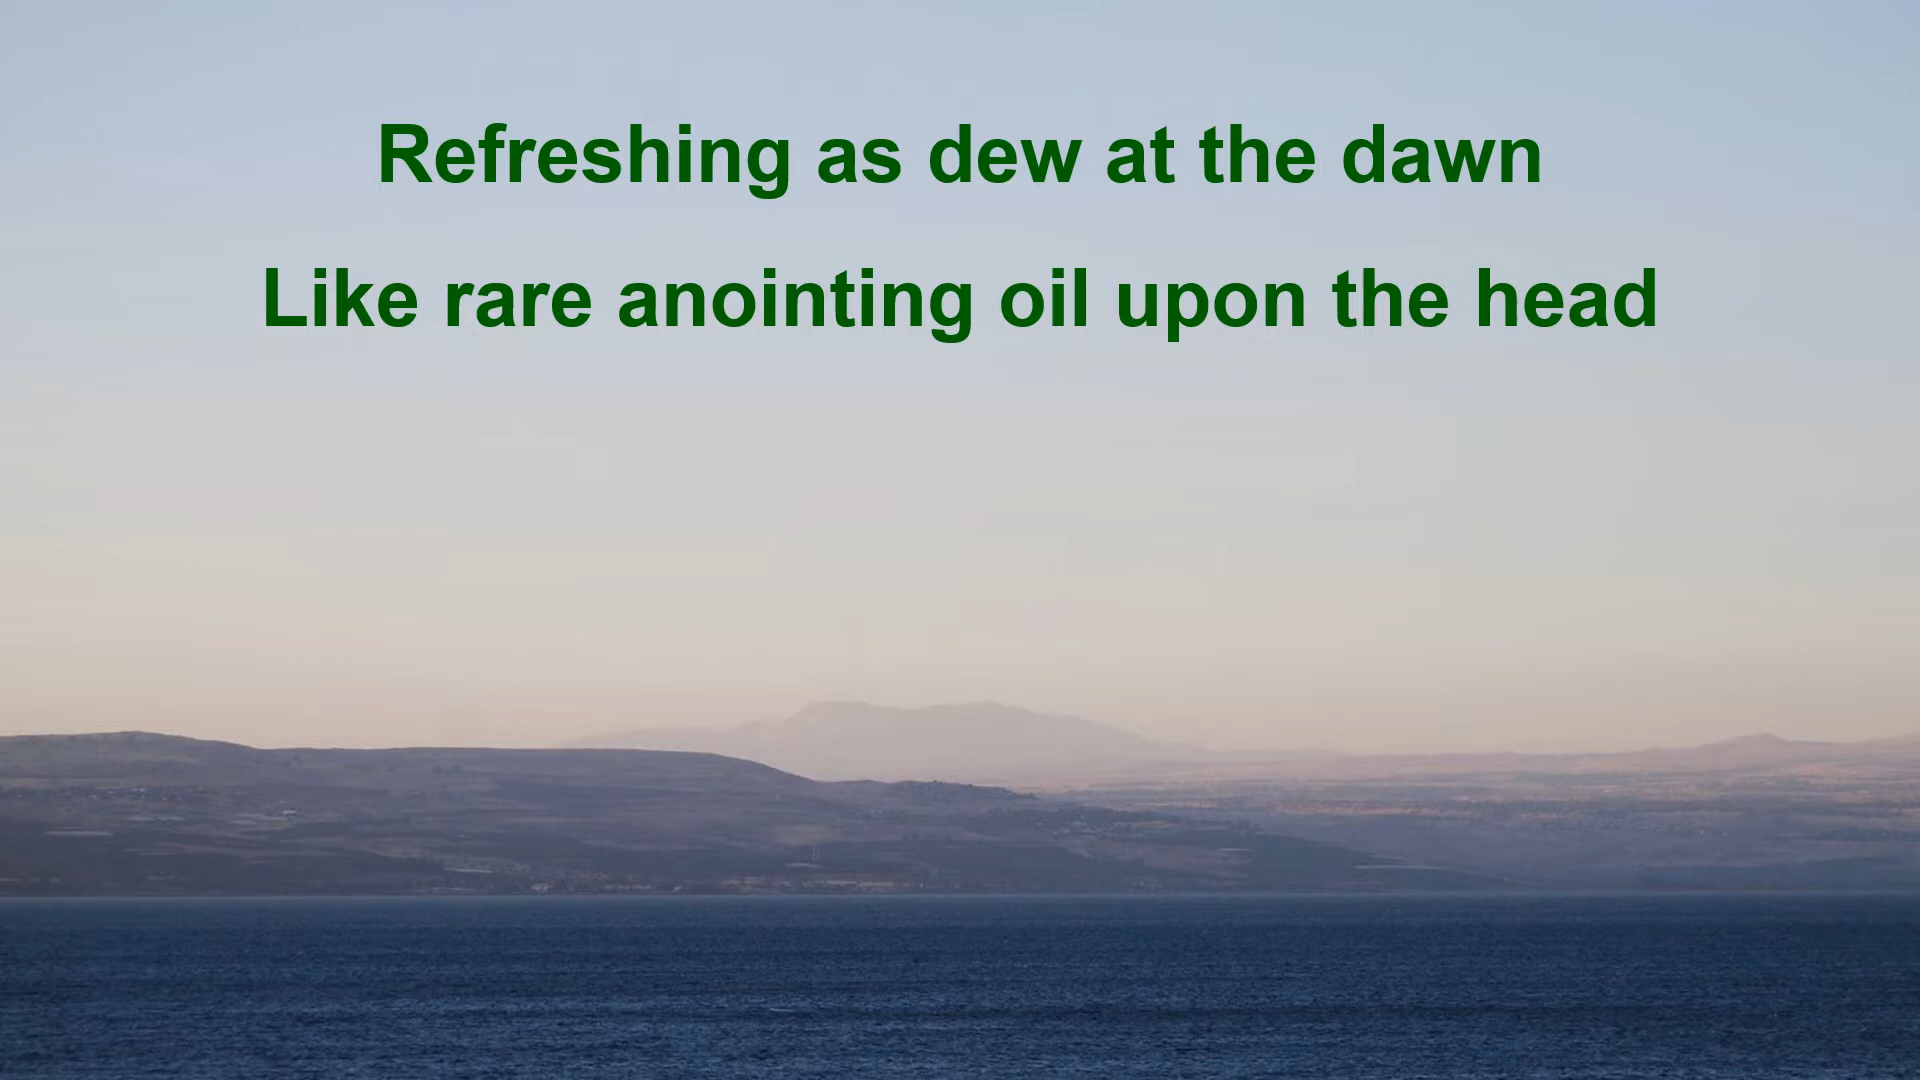 Refreshing as dew at the dawn
Like rare anointing oil upon the head